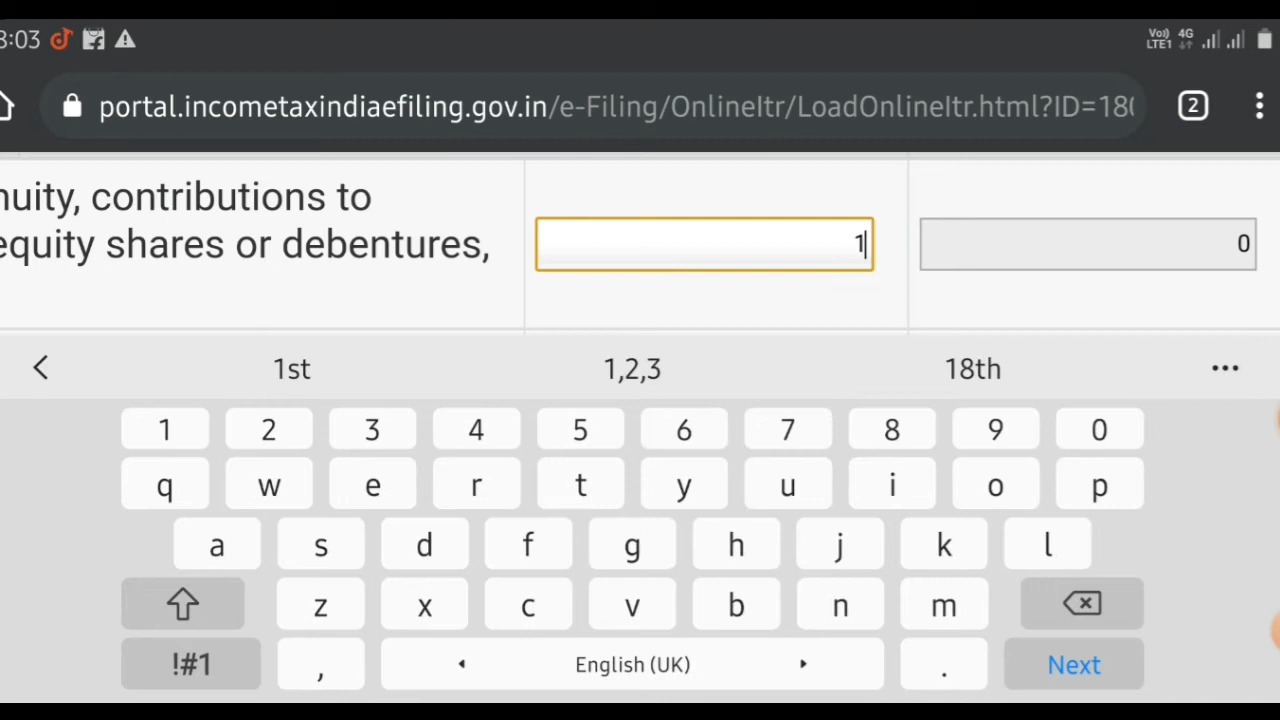 8:03
Vo)) LTE1 4G
portal.incometaxindiaefiling.gov.in/e-Filing/OnlineItr/LoadOnlineItr.html?ID=18
2
nuity, contributions to
equity shares or debentures,
1
0
1st 1,2,3 18th
1 2 3 4 5 6 7 8 9 0
q w e r t y u i o p
a s d f g h j k l
z x c v b n m
!#1 , English (UK) . Next